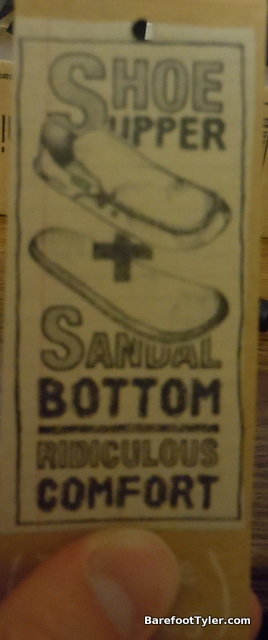 SHOE
UPPER
+
SANDAL
BOTTOM
RIDICULOUS
COMFORT
BarefootTyler.com